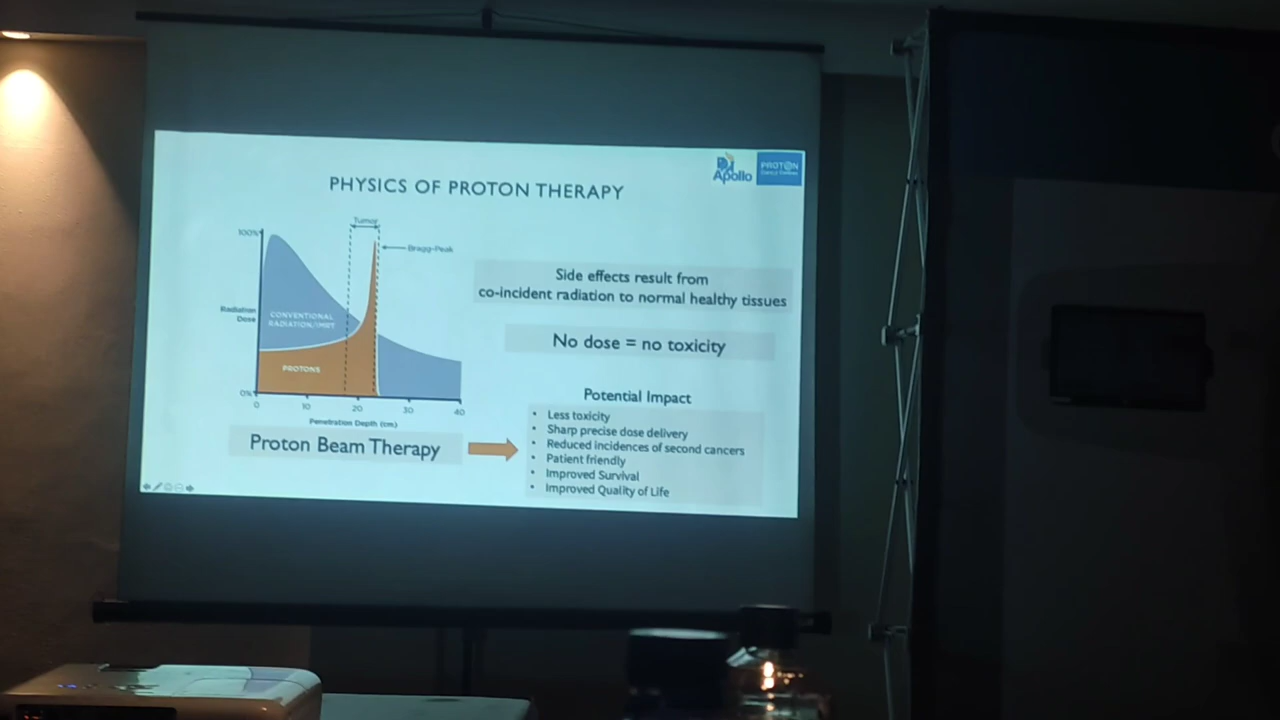 Apollo
PROTON
PHYSICS OF PROTON THERAPY
Tumor
100%
Bragg-Peak
Radiation
Dose
CONVENTIONAL
RADIATION/IMRT
PROTONS
0%
0
10
20
30
40
Penetration Depth (cm)
Proton Beam Therapy
Side effects result from
co-incident radiation to normal healthy tissues
No dose = no toxicity
Potential Impact
• Less toxicity
• Sharp precise dose delivery
• Reduced incidences of second cancers
• Patient friendly
• Improved Survival
• Improved Quality of Life